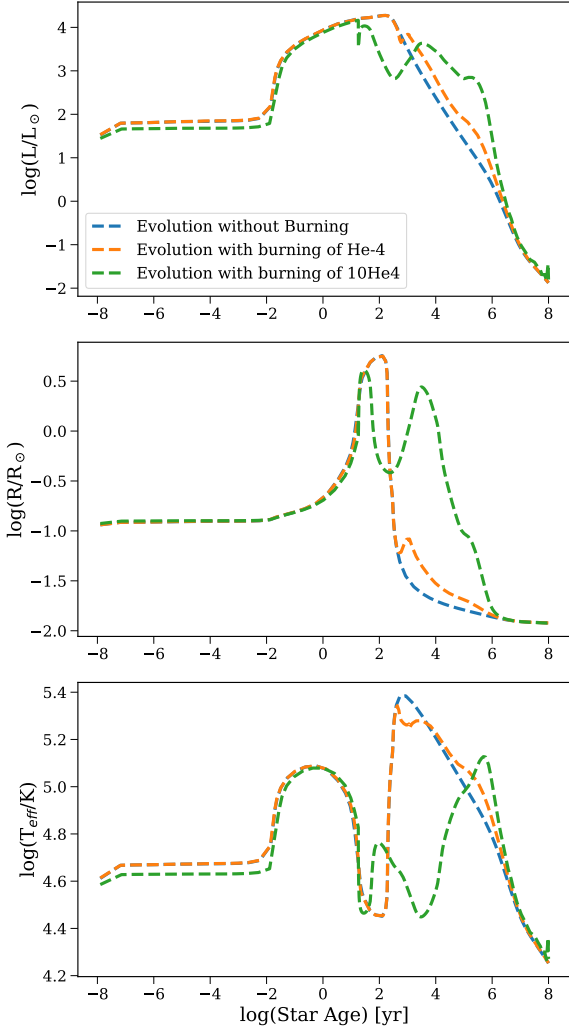 log(L/L⊙)
4
3
2
1
0
−1
−2
Evolution without Burning
Evolution with burning of He-4
Evolution with burning of 10He4
−8 −6 −4 −2 0 2 4 6 8
log(R/R⊙)
0.5
0.0
−0.5
−1.0
−1.5
−2.0
−8 −6 −4 −2 0 2 4 6 8
log(Teff/K)
5.4
5.2
5.0
4.8
4.6
4.4
4.2
−8 −6 −4 −2 0 2 4 6 8
log(Star Age) [yr]